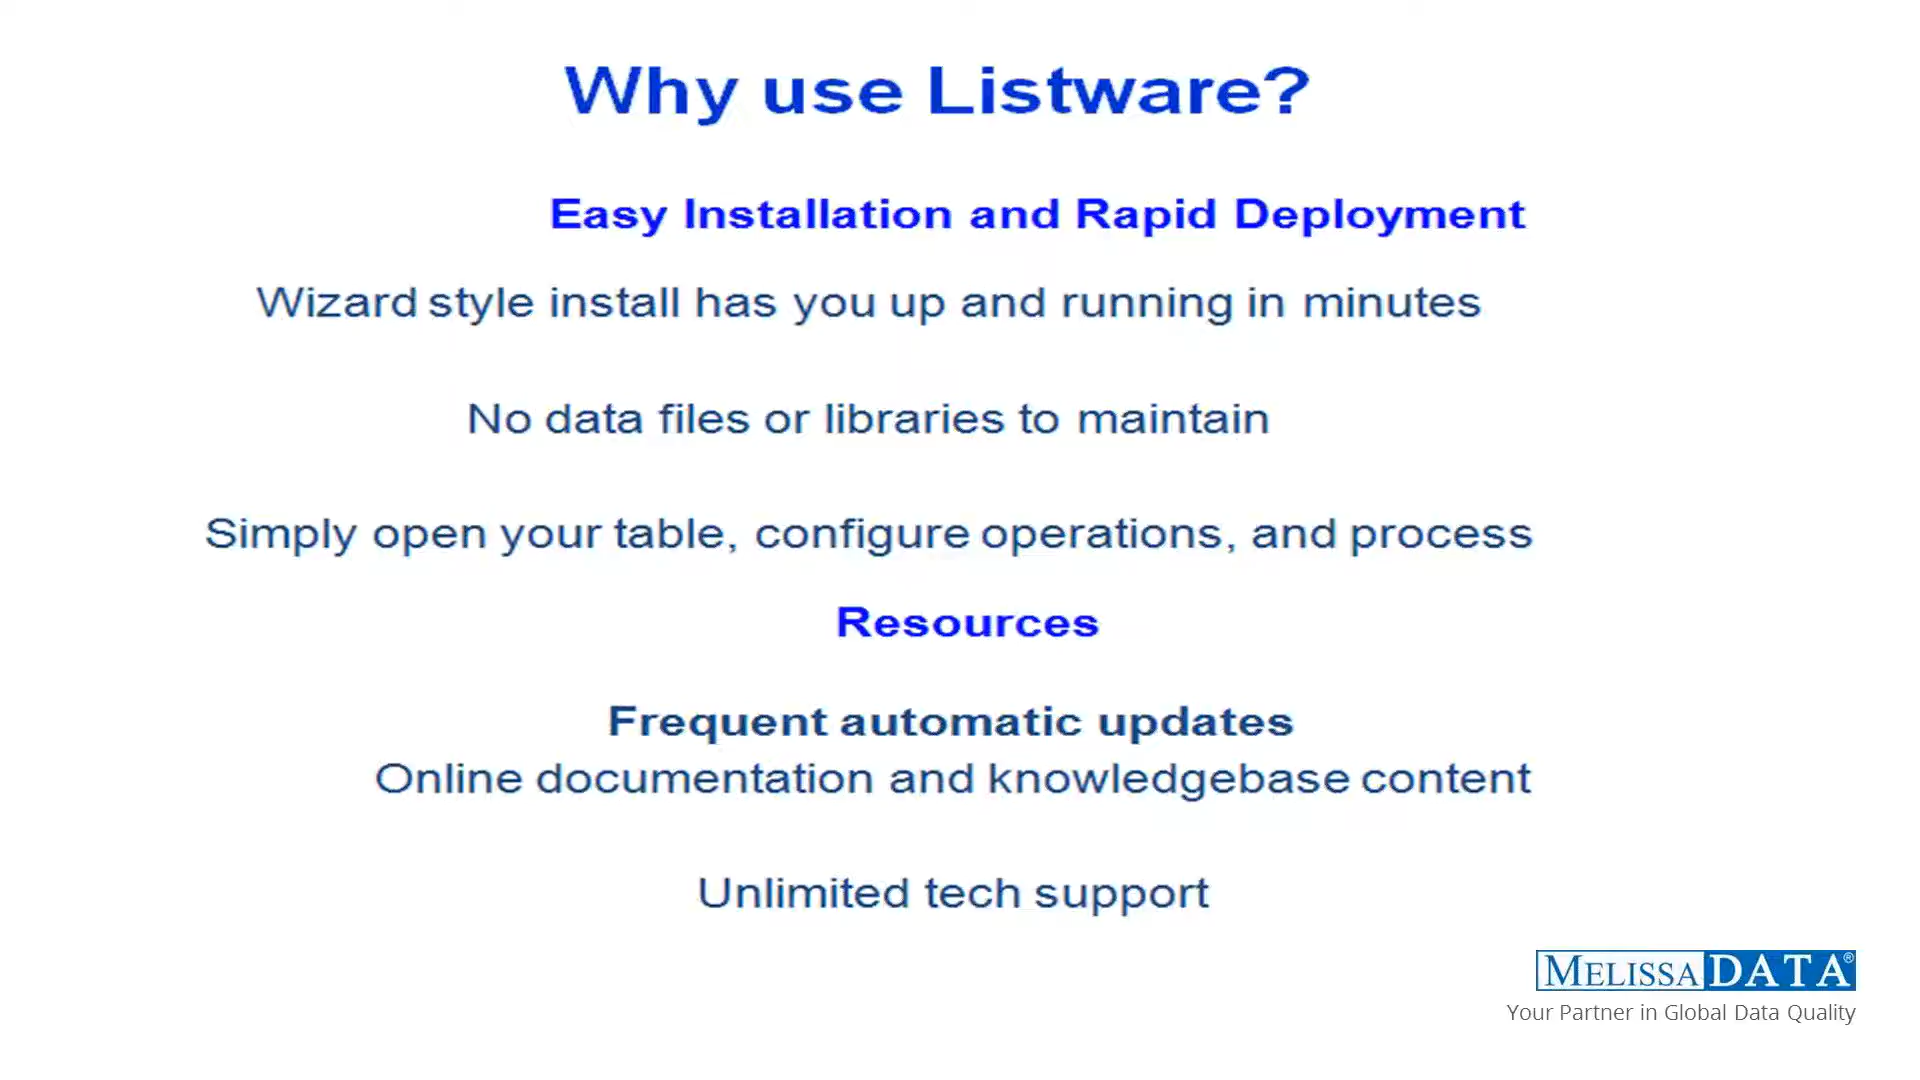 Why use Listware?
Easy Installation and Rapid Deployment
Wizard style install has you up and running in minutes
No data files or libraries to maintain
Simply open your table, configure operations, and process
Resources
Frequent automatic updates
Online documentation and knowledgebase content
Unlimited tech support
MELISSA DATA®
Your Partner in Global Data Quality